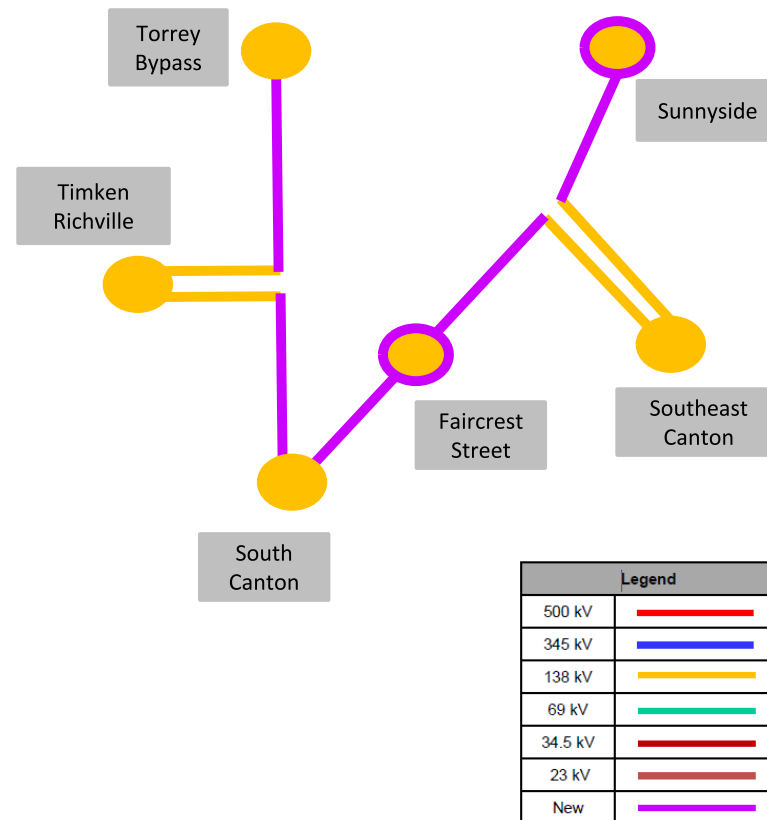 Torrey
Bypass
Sunnyside
Timken
Richville
Southeast
Canton
Faircrest
Street
South
Canton
Legend
500 kV
345 kV
138 kV
69 kV
34.5 kV
23 kV
New